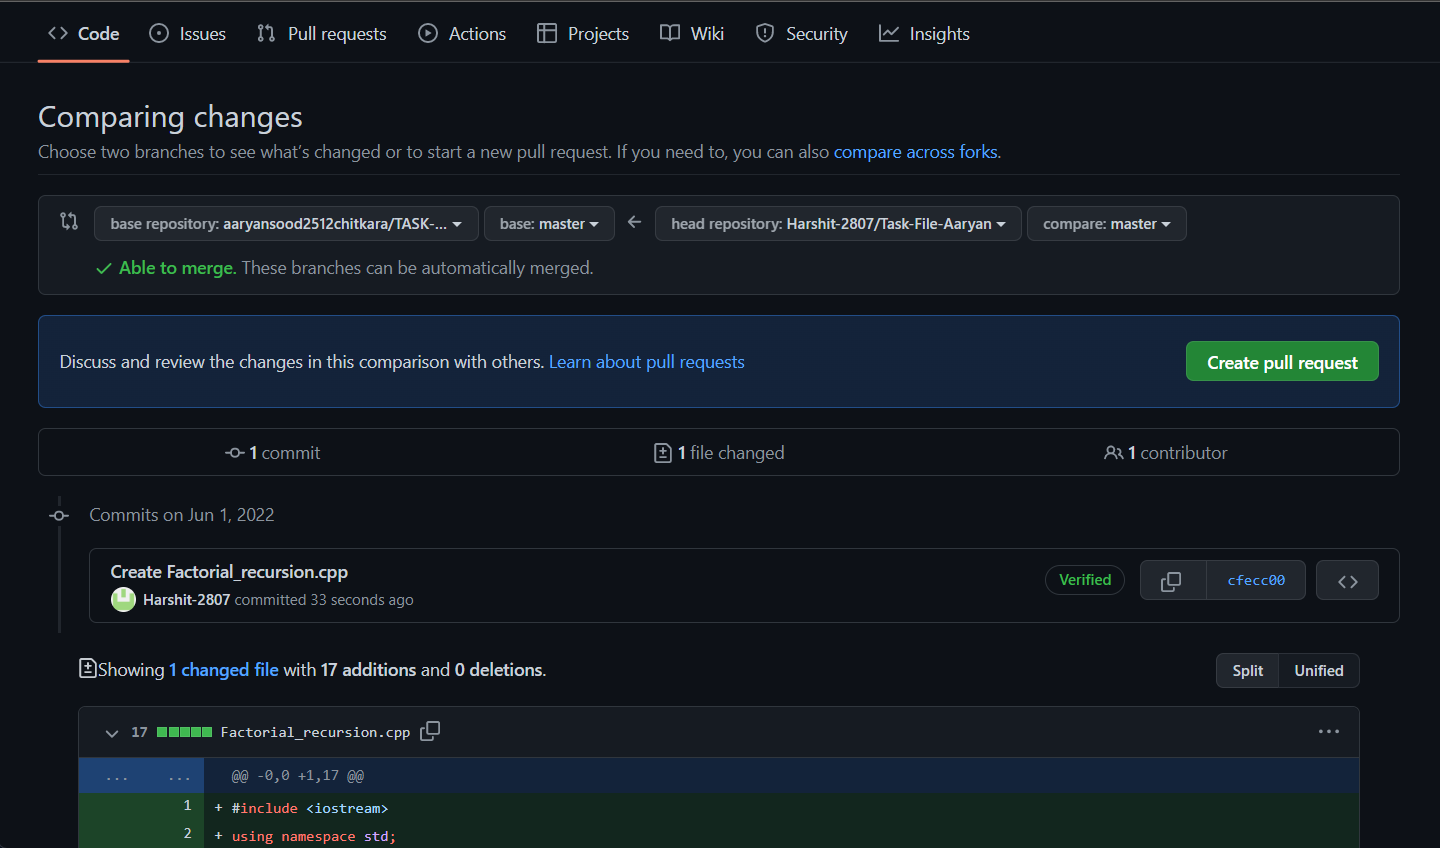 Code Issues Pull requests Actions Projects Wiki Security Insights
Comparing changes
Choose two branches to see what's changed or to start a new pull request. If you need to, you can also compare across forks.
base repository: aaryansood2512chitkara/TASK-... base: master head repository: Harshit-2807/Task-File-Aaryan compare: master
Able to merge. These branches can be automatically merged.
Discuss and review the changes in this comparison with others. Learn about pull requests Create pull request
1 commit 1 file changed 1 contributor
Commits on Jun 1, 2022
Create Factorial_recursion.cpp
Harshit-2807 committed 33 seconds ago
Verified cfecc00
Showing 1 changed file with 17 additions and 0 deletions. Split Unified
17 Factorial_recursion.cpp
... ... @@ -0,0 +1,17 @@
1 + #include <iostream>
2 + using namespace std;